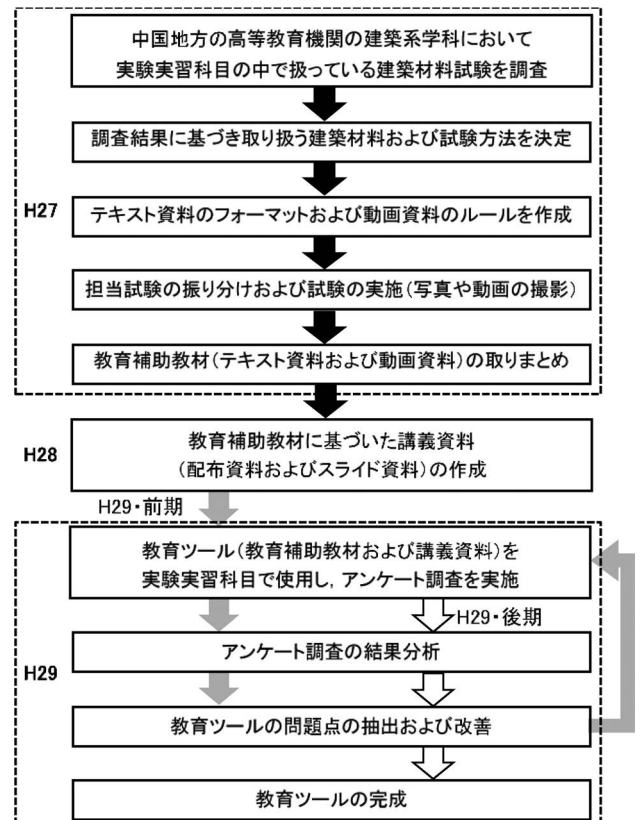 中国地方の高等教育機関の建築系学科において
実験実習科目の中で扱っている建築材料試験を調査
調査結果に基づき取り扱う建築材料および試験方法を決定
H27
テキスト資料のフォーマットおよび動画資料のルールを作成
担当試験の振り分けおよび試験の実施(写真や動画の撮影)
教育補助教材(テキスト資料および動画資料)の取りまとめ
H28
教育補助教材に基づいた講義資料
(配布資料およびスライド資料)の作成
H29・前期
教育ツール(教育補助教材および講義資料)を
実験実習科目で使用し,アンケート調査を実施
H29・後期
アンケート調査の結果分析
H29
教育ツールの問題点の抽出および改善
教育ツールの完成